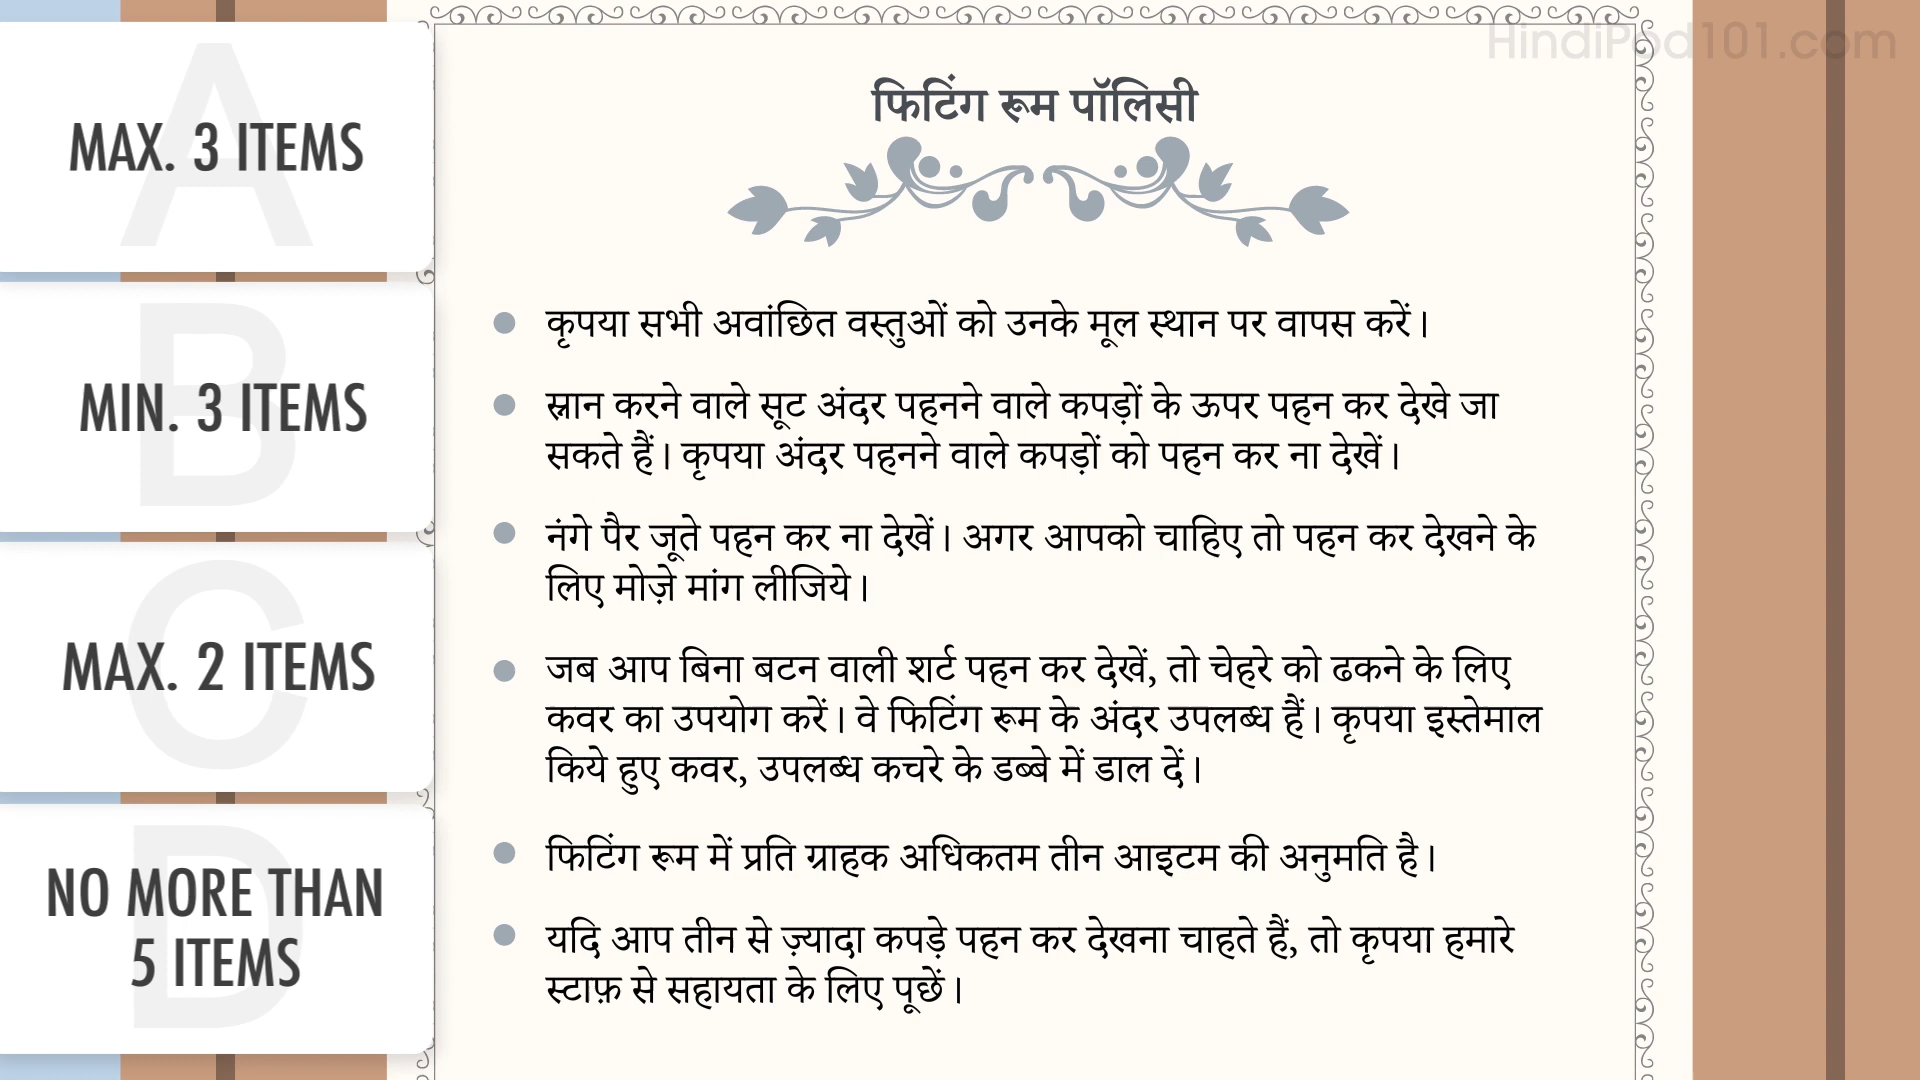 HindiPod101.com
A
MAX. 3 ITEMS
B
MIN. 3 ITEMS
C
MAX. 2 ITEMS
D
NO MORE THAN
5 ITEMS
फिटिंग रूम पॉलिसी
कृपया सभी अवांछित वस्तुओं को उनके मूल स्थान पर वापस करें।
स्नान करने वाले सूट अंदर पहनने वाले कपड़ों के ऊपर पहन कर देखे जा
सकते हैं। कृपया अंदर पहनने वाले कपड़ों को पहन कर ना देखें।
नंगे पैर जूते पहन कर ना देखें। अगर आपको चाहिए तो पहन कर देखने के
लिए मोज़े मांग लीजिये।
जब आप बिना बटन वाली शर्ट पहन कर देखें, तो चेहरे को ढकने के लिए
कवर का उपयोग करें। वे फिटिंग रूम के अंदर उपलब्ध हैं। कृपया इस्तेमाल
किये हुए कवर, उपलब्ध कचरे के डब्बे में डाल दें।
फिटिंग रूम में प्रति ग्राहक अधिकतम तीन आइटम की अनुमति है।
यदि आप तीन से ज़्यादा कपड़े पहन कर देखना चाहते हैं, तो कृपया हमारे
स्टाफ़ से सहायता के लिए पूछें।